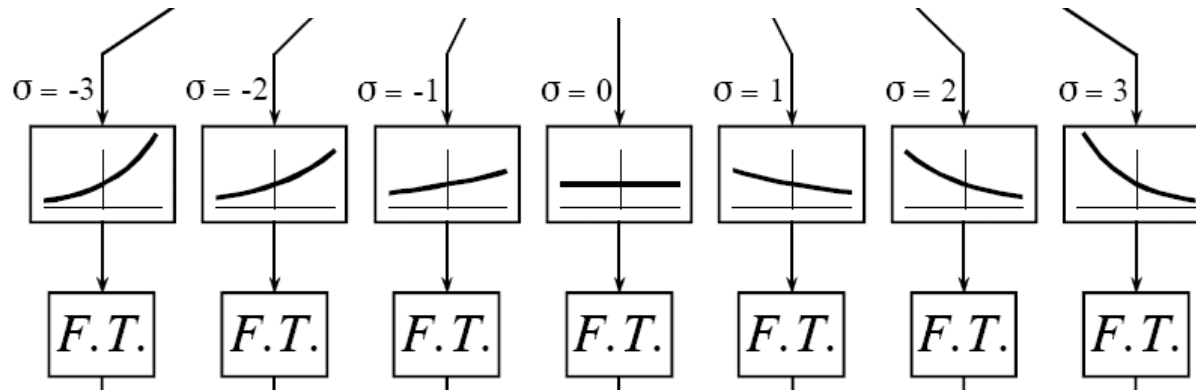 σ = -3 σ = -2 σ = -1 σ = 0 σ = 1 σ = 2 σ = 3
F.T. F.T. F.T. F.T. F.T. F.T. F.T.